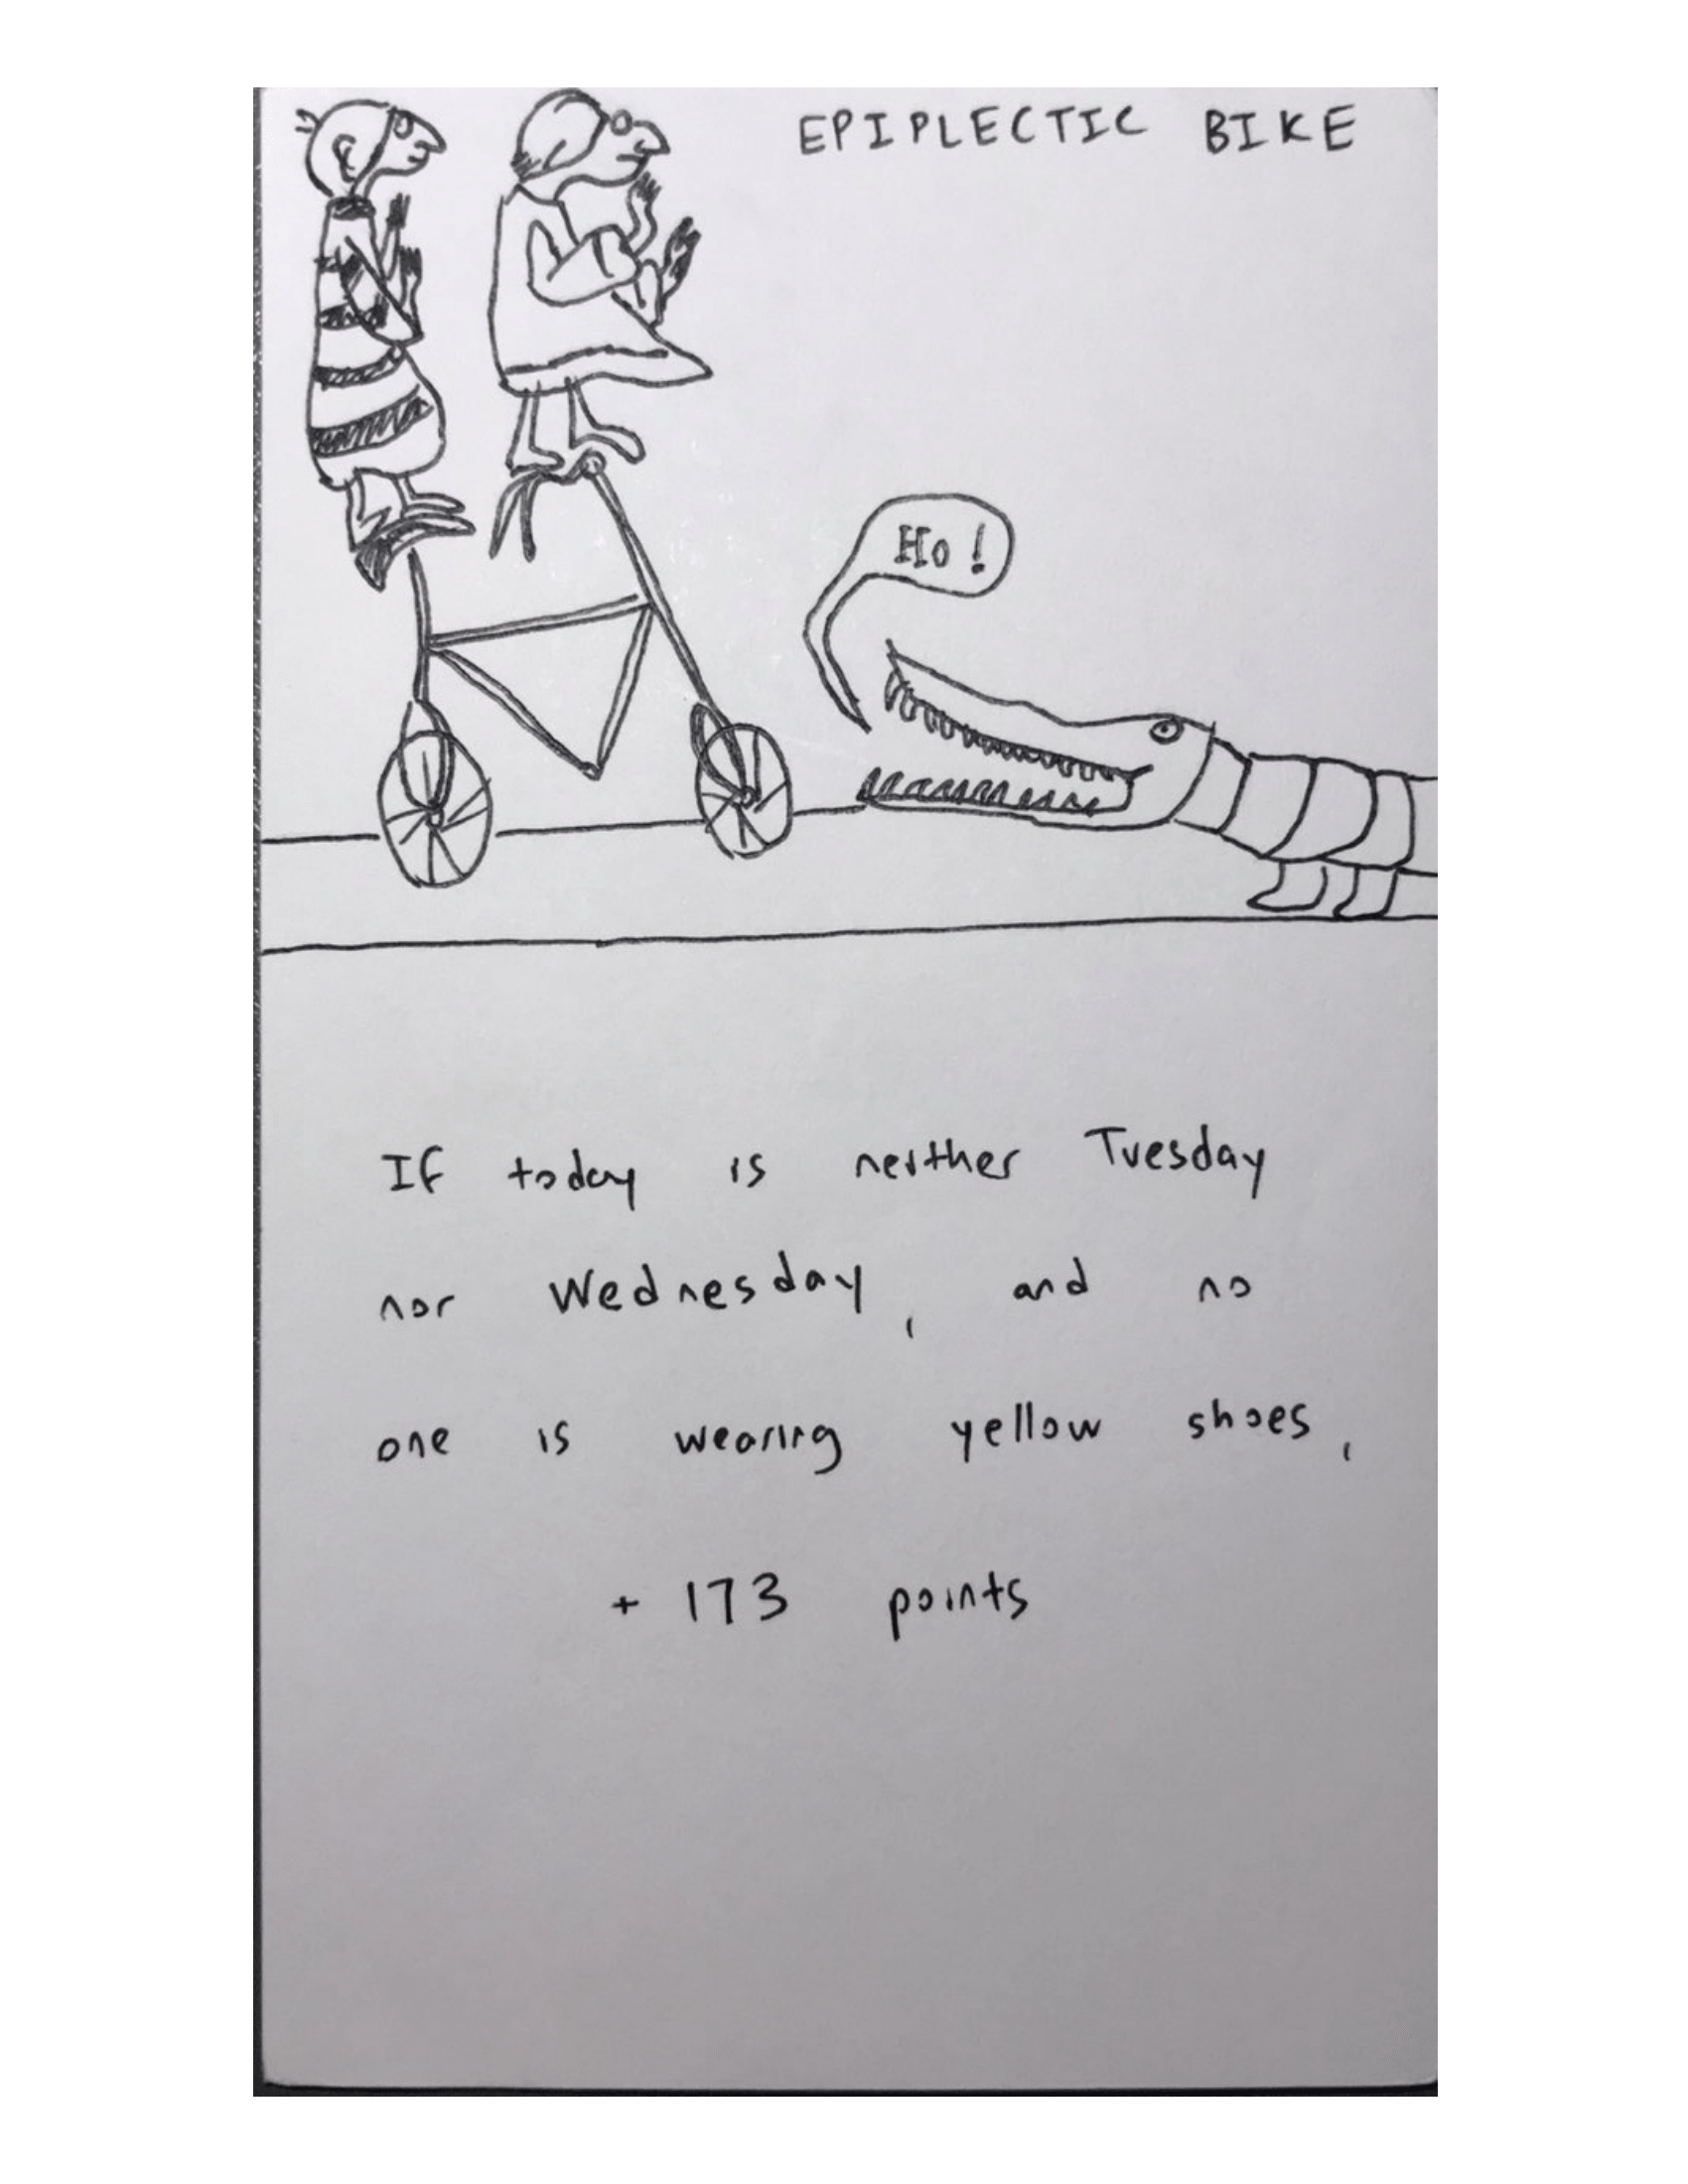 EPIPLECTIC BIKE
Ho!
If today is neither Tuesday
nor Wednesday, and no
one is wearing yellow shoes,
+ 173 points